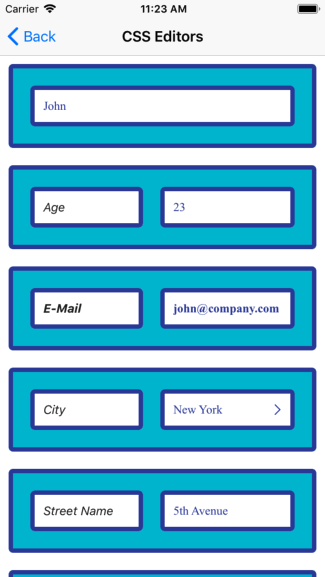 Carrier 11:23 AM
Back CSS Editors
John
Age 23
E-Mail john@company.com
City New York
Street Name 5th Avenue